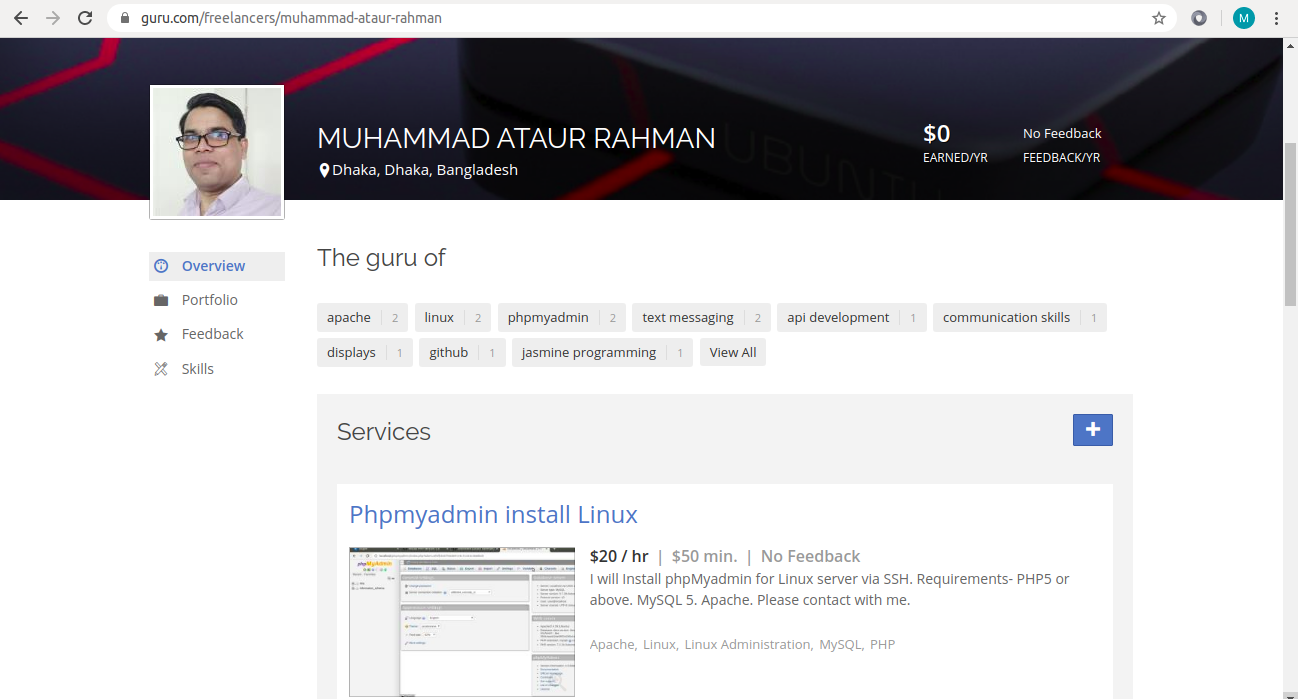 guru.com/freelancers/muhammad-ataur-rahman
M
UBUNTU
MUHAMMAD ATAUR RAHMAN
Dhaka, Dhaka, Bangladesh
$0
EARNED/YR
No Feedback
FEEDBACK/YR
Overview
Portfolio
Feedback
Skills
The guru of
apache 2 linux 2 phpmyadmin 2 text messaging 2 api development 1 communication skills 1
displays 1 github 1 jasmine programming 1 View All
Services
+
Phpmyadmin install Linux
phpMyAdmin
$20 / hr | $50 min. | No Feedback
I will Install phpMyadmin for Linux server via SSH. Requirements- PHP5 or
above. MySQL 5. Apache. Please contact with me.
Apache, Linux, Linux Administration, MySQL, PHP